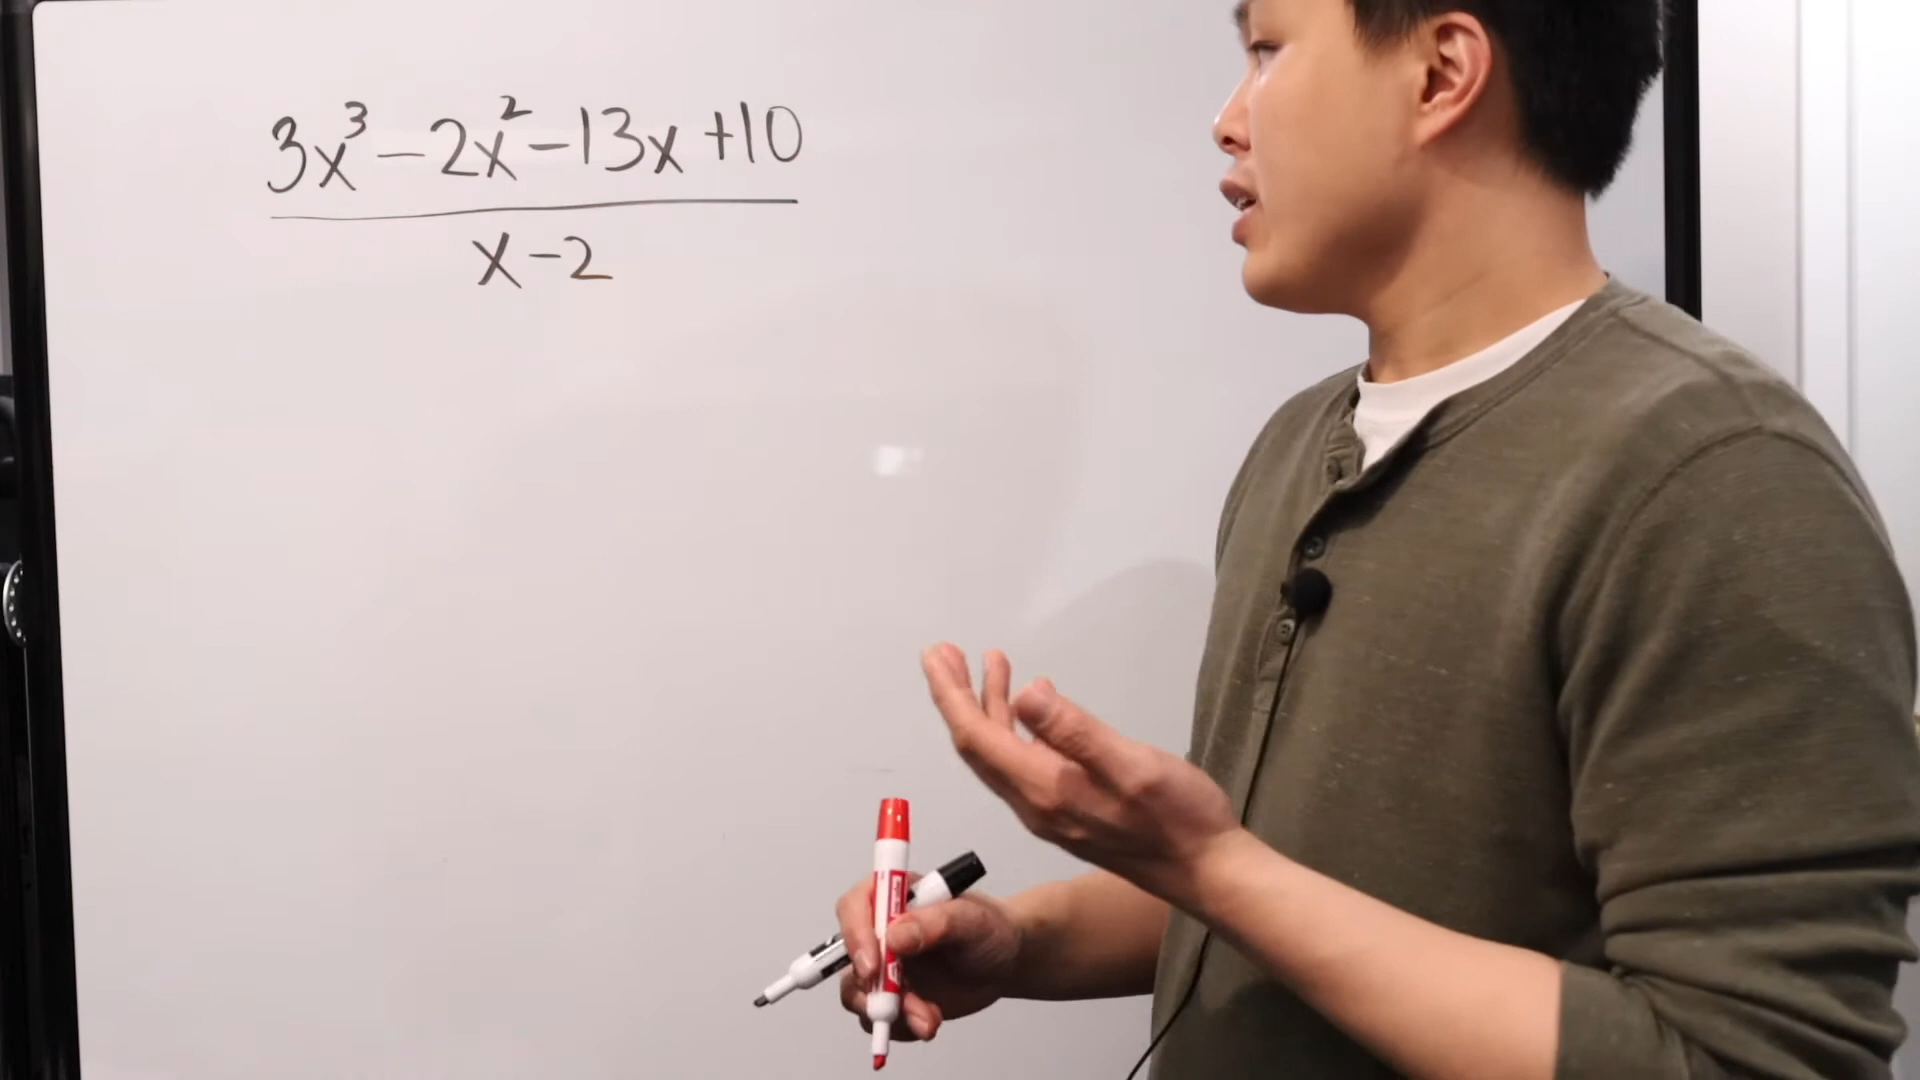 3x³ - 2x² - 13x + 10
x - 2